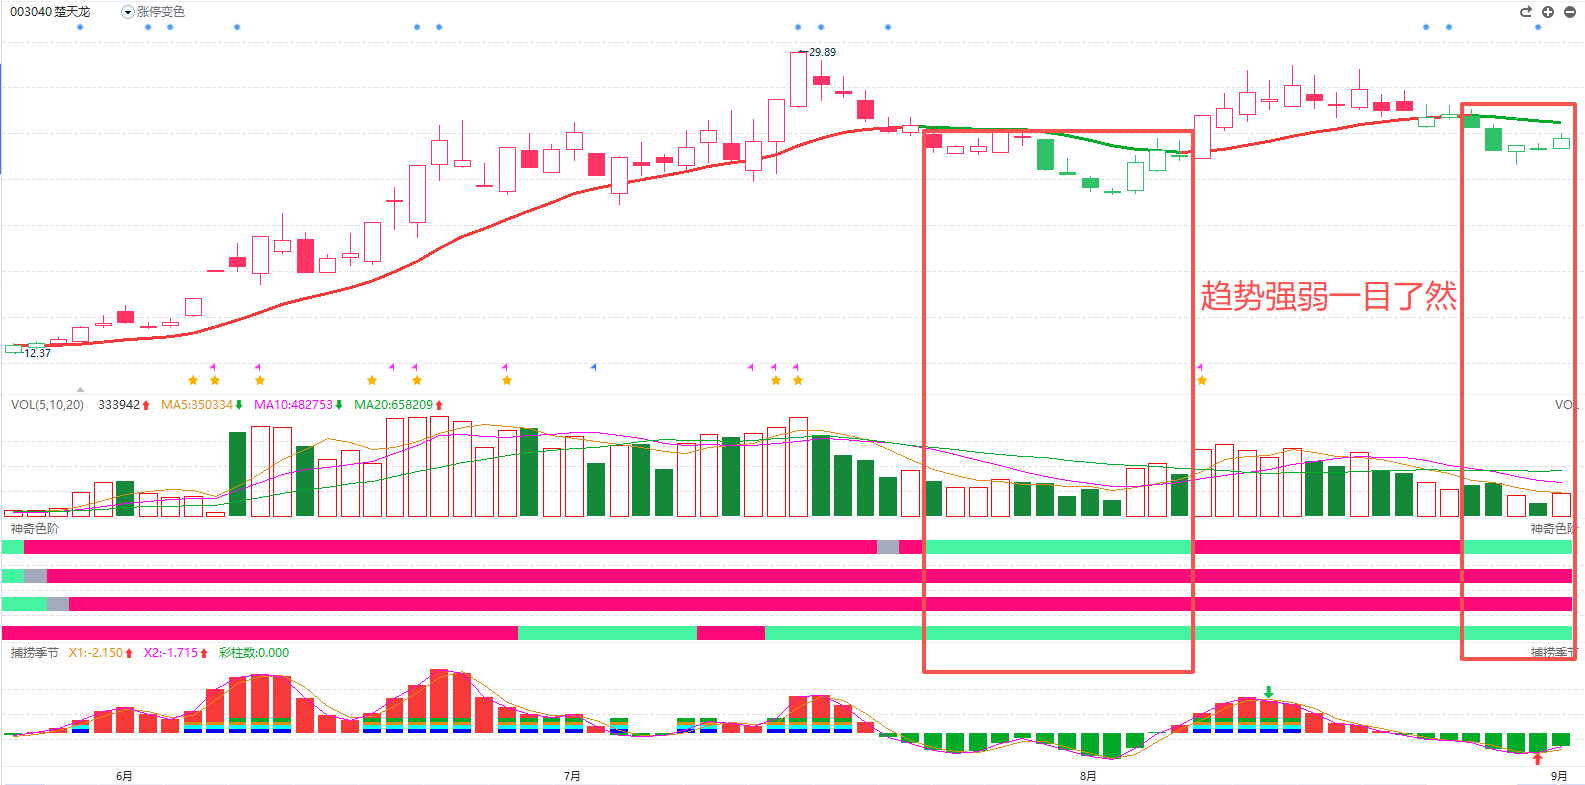 003040 楚天龙 涨停变色
29.89
趋势强弱一目了然
12.37
VOL(5,10,20) 333942 MA5:350334 MA10:482753 MA20:658209 VOL
神奇色阶 神奇色阶
捕捞季节 X1:-2.150 X2:-1.715 彩柱数:0.000 捕捞季节
6月 7月 8月 9月